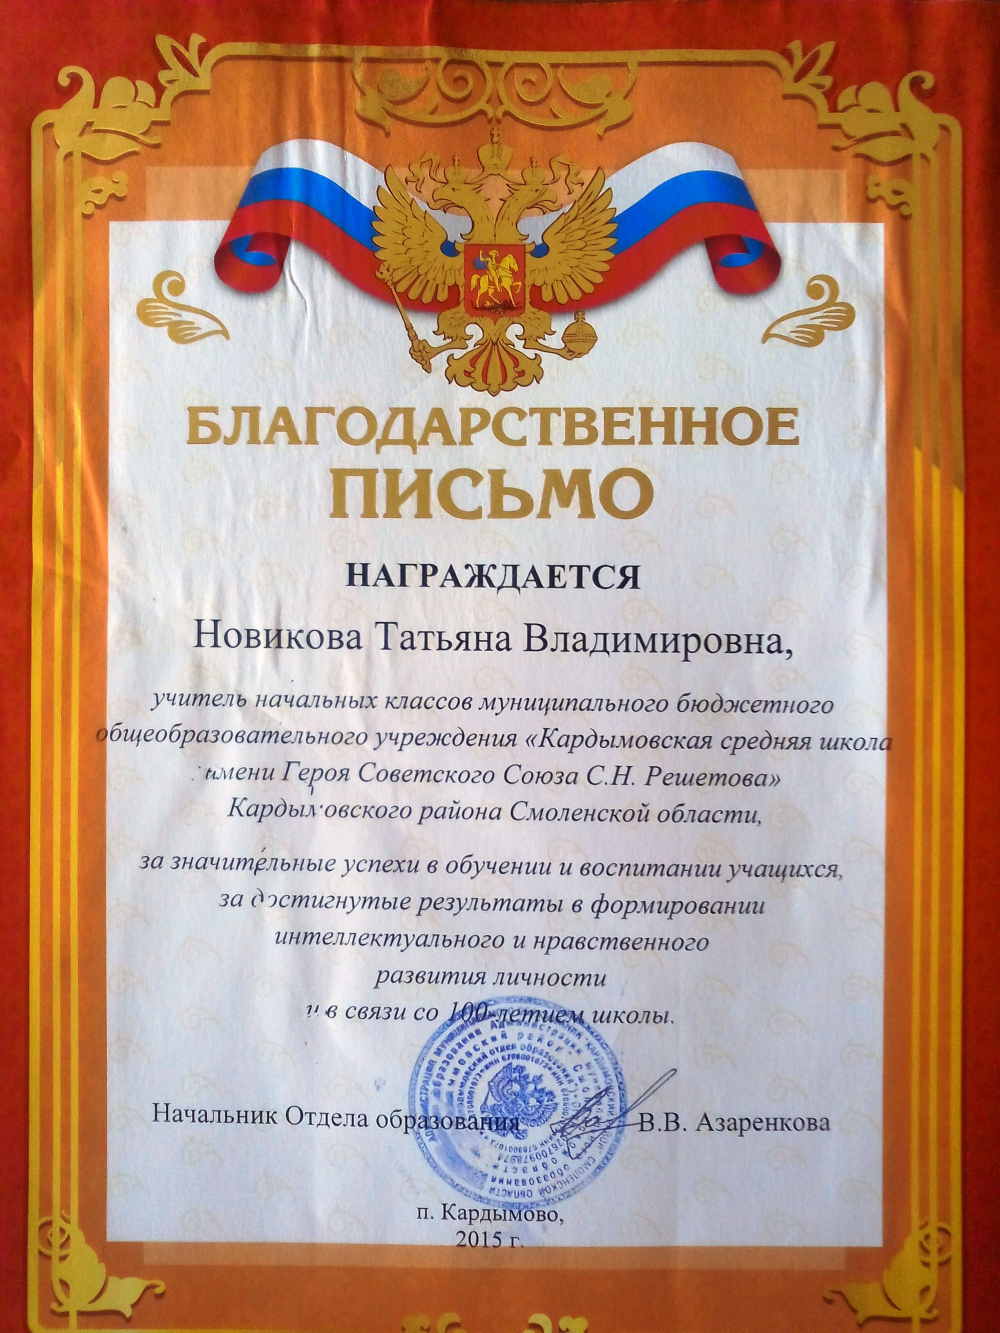 БЛАГОДАРСТВЕННОЕ
ПИСЬМО
НАГРАЖДАЕТСЯ
Новикова Татьяна Владимировна,
учитель начальных классов муниципального бюджетного
общеобразовательного учреждения «Кардымовская средняя школа
имени Героя Советского Союза С.Н. Решетова»
Кардымовского района Смоленской области,
за значительные успехи в обучении и воспитании учащихся,
за достигнутые результаты в формировании
интеллектуального и нравственного
развития личности
и в связи со 100-летием школы.
Начальник Отдела образования В.В. Азаренкова
п. Кардымово,
2015 г.